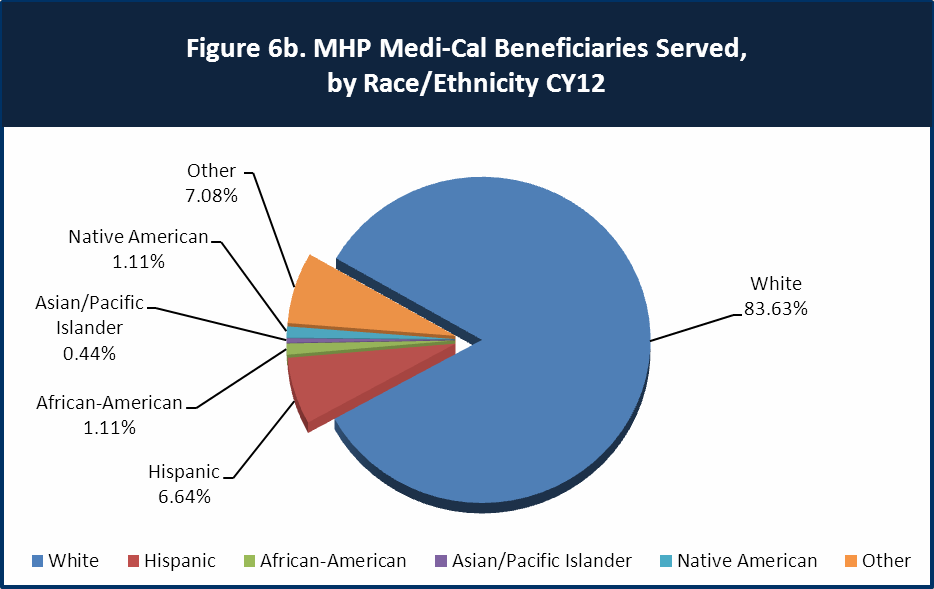 Figure 6b. MHP Medi-Cal Beneficiaries Served,
by Race/Ethnicity CY12
Other
7.08%
Native American
1.11%
Asian/Pacific
Islander
0.44%
African-American
1.11%
Hispanic
6.64%
White
83.63%
White Hispanic African-American Asian/Pacific Islander Native American Other